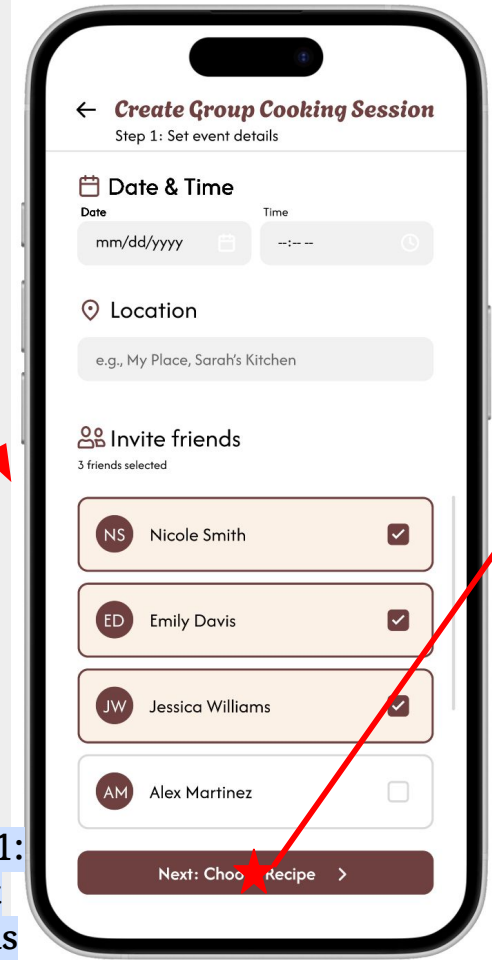 Create Group Cooking Session
Step 1: Set event details
Date & Time
Date
Time
mm/dd/yyyy
--:-- --
Location
e.g., My Place, Sarah's Kitchen
Invite friends
3 friends selected
NS Nicole Smith
ED Emily Davis
JW Jessica Williams
AM Alex Martinez
1:
Next: Choo Recipe >